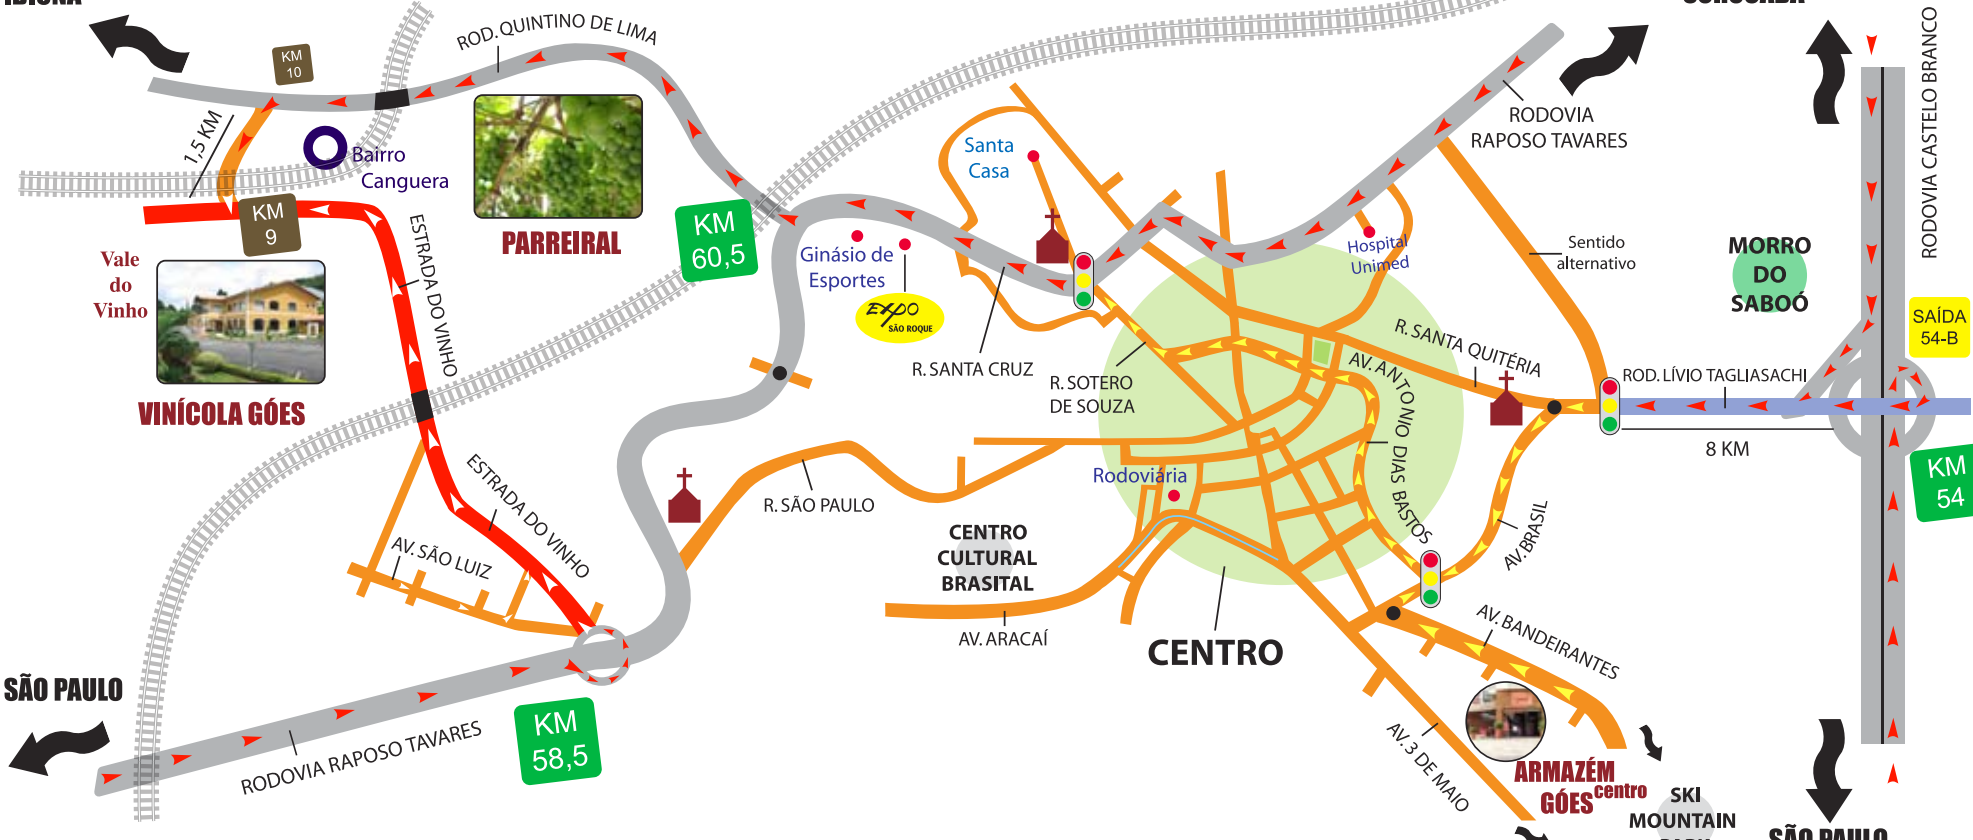 IBIÚNA
SOROCABA
KM
10
ROD. QUINTINO DE LIMA
1,5 KM
Bairro
Canguera
KM
9
ESTRADA DO VINHO
PARREIRAL
KM
60,5
Vale
do
Vinho
VINÍCOLA GÓES
Santa
Casa
Ginásio de
Esportes
EXPO
SÃO ROQUE
R. SANTA CRUZ
R. SOTERO
DE SOUZA
Hospital
Unimed
RODOVIA
RAPOSO TAVARES
Sentido
alternativo
MORRO
DO
SABOÓ
RODOVIA CASTELO BRANCO
SAÍDA
54-B
R. SANTA QUITÉRIA
AV. ANTONIO DIAS BASTOS
ROD. LÍVIO TAGLIASACHI
8 KM
KM
54
ESTRADA DO VINHO
AV. SÃO LUIZ
R. SÃO PAULO
Rodoviária
CENTRO
CULTURAL
BRASITAL
AV. ARACAÍ
CENTRO
AV. BRASIL
AV. BANDEIRANTES
AV. 3 DE MAIO
ARMAZÉM
GÓES centro
SKI
MOUNTAIN
PARK
SÃO PAULO
SÃO PAULO
RODOVIA RAPOSO TAVARES
KM
58,5